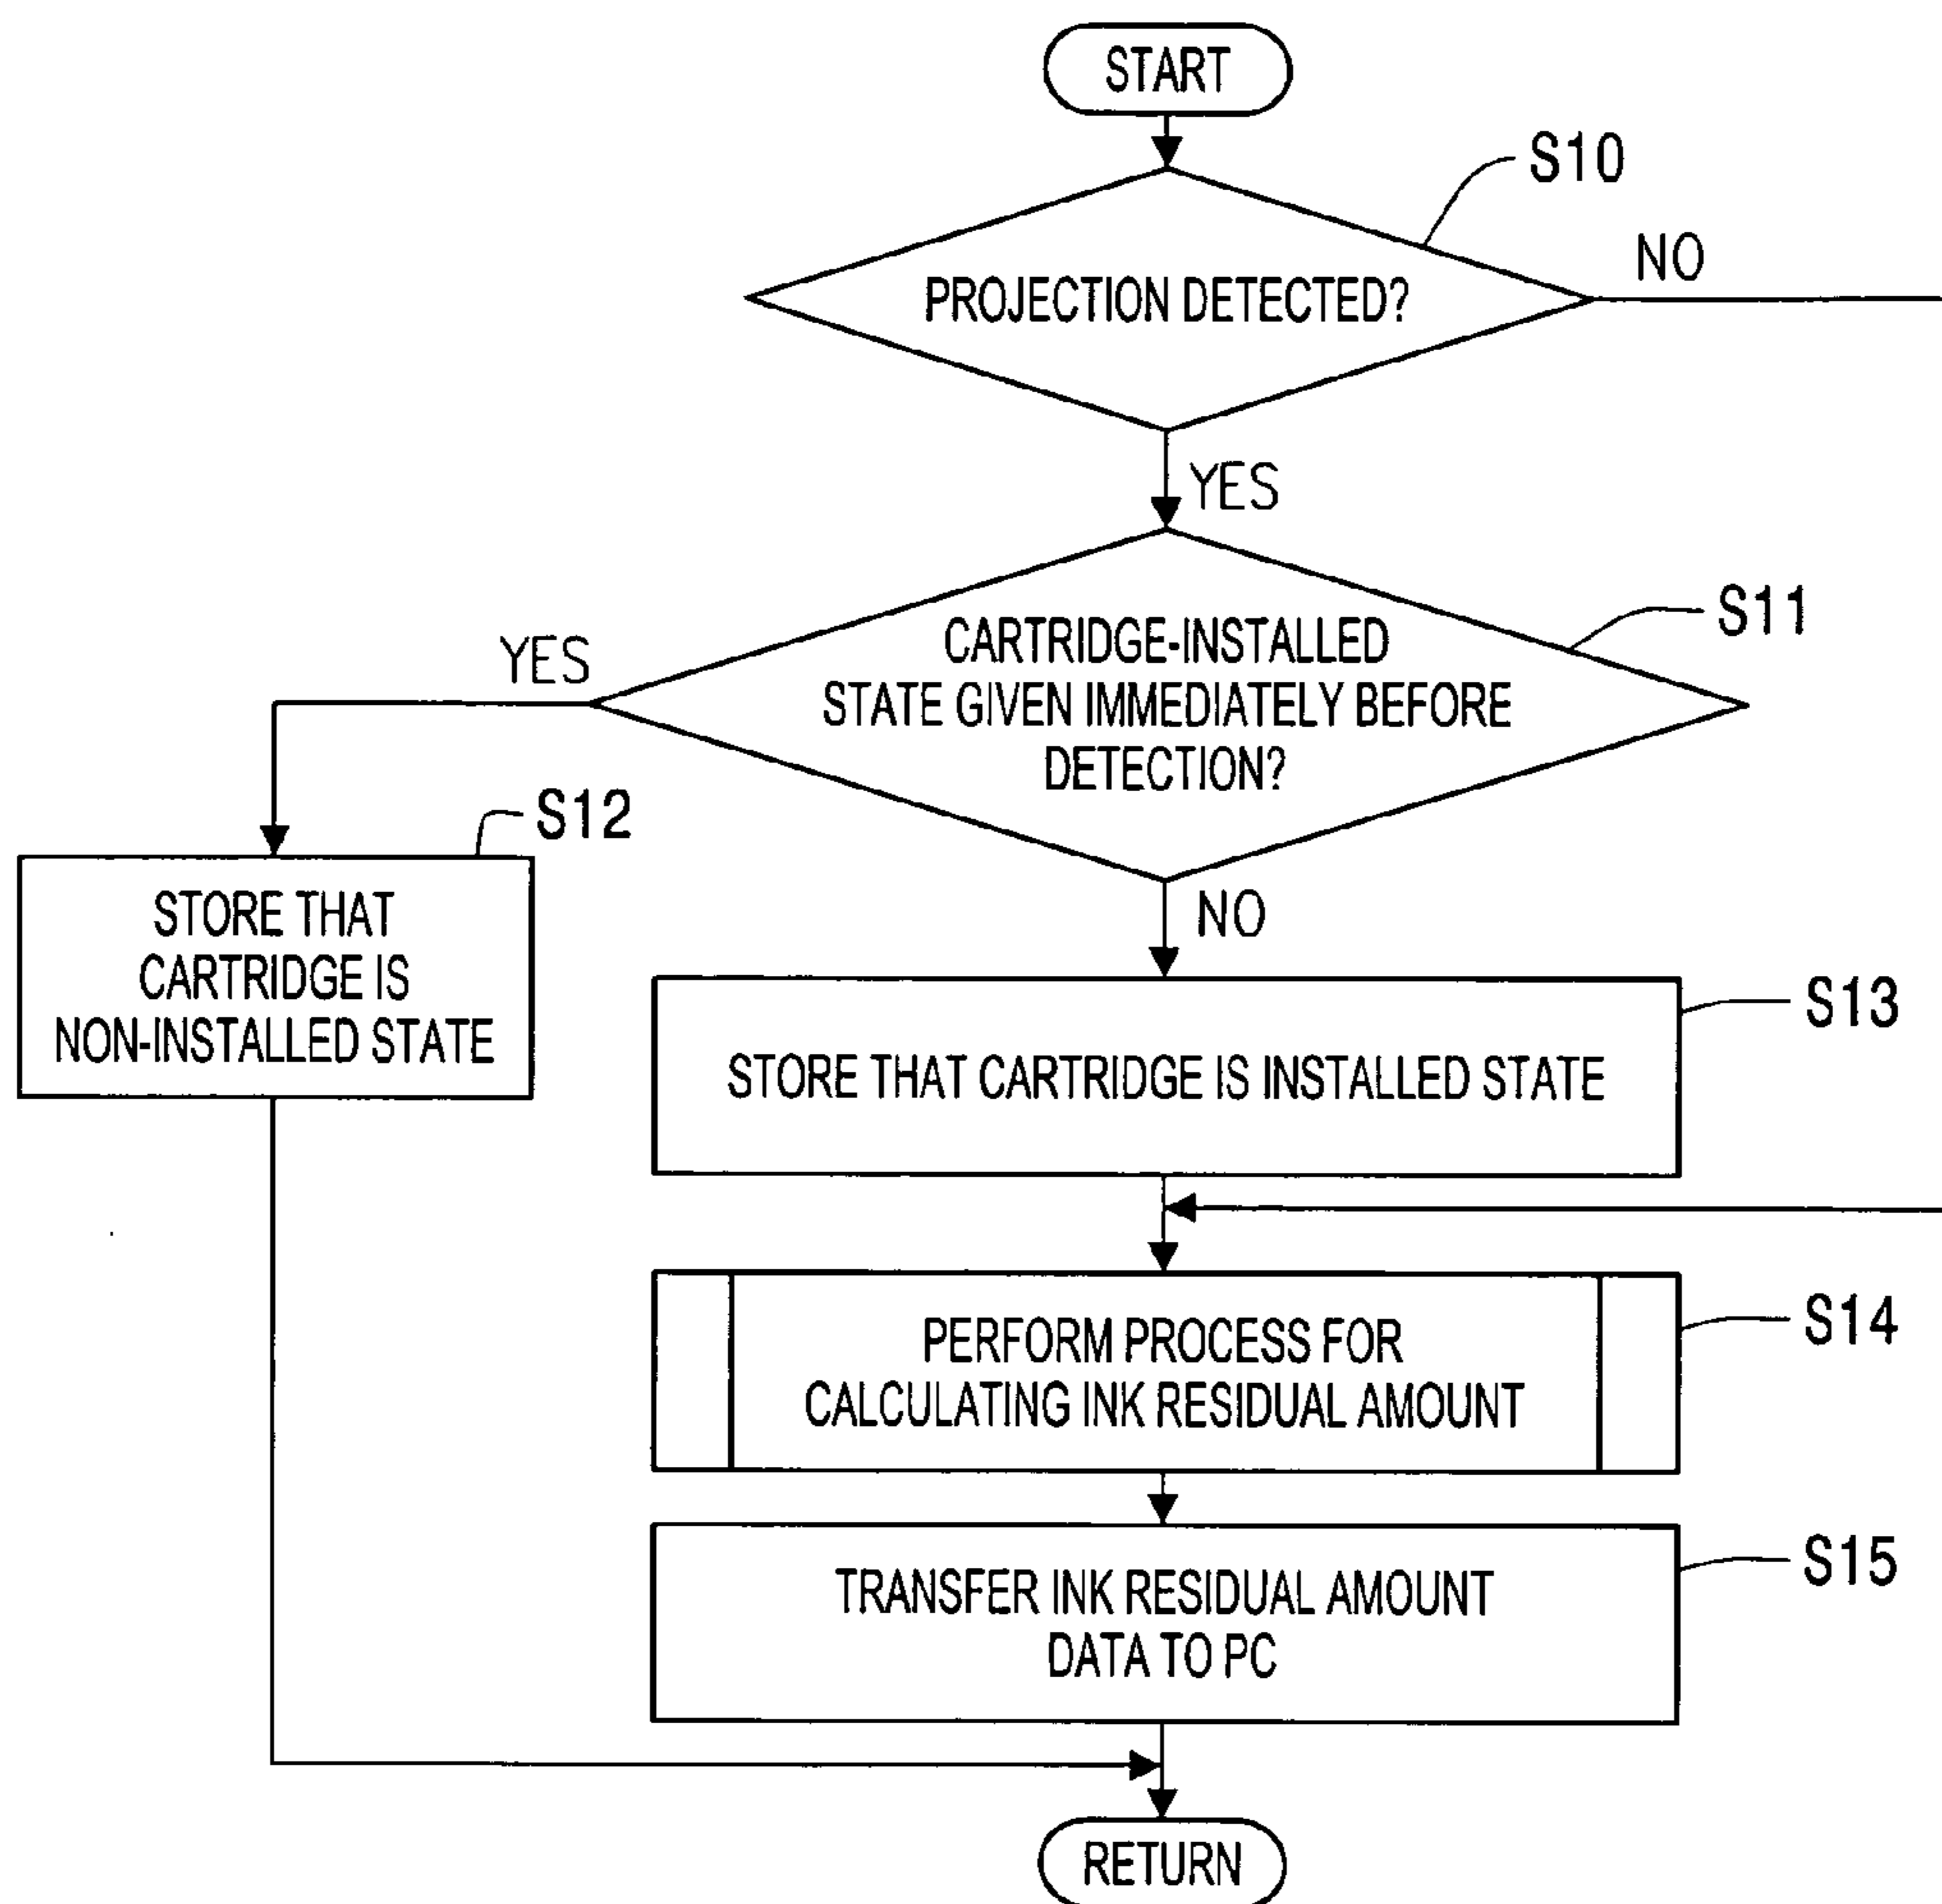 START
S10
NO
PROJECTION DETECTED?
YES
S11
CARTRIDGE-INSTALLED
STATE GIVEN IMMEDIATELY BEFORE
DETECTION?
YES
S12
STORE THAT
CARTRIDGE IS
NON-INSTALLED STATE
NO
S13
STORE THAT CARTRIDGE IS INSTALLED STATE
S14
PERFORM PROCESS FOR
CALCULATING INK RESIDUAL AMOUNT
S15
TRANSFER INK RESIDUAL AMOUNT
DATA TO PC
RETURN